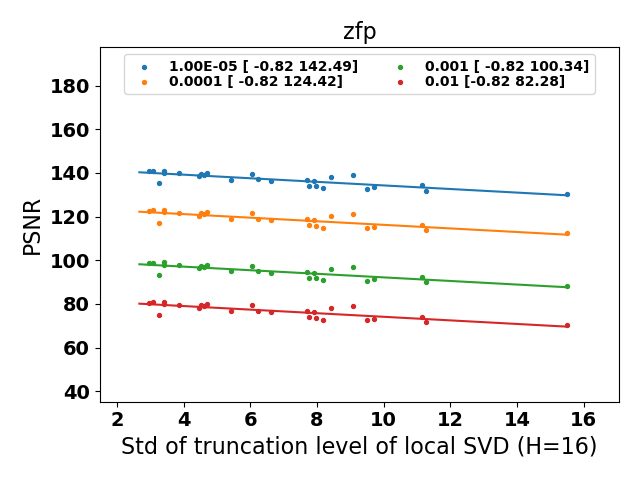 zfp
1.00E-05 [ -0.82 142.49]
0.0001 [ -0.82 124.42]
0.001 [ -0.82 100.34]
0.01 [-0.82 82.28]
PSNR
180
160
140
120
100
80
60
40
2 4 6 8 10 12 14 16
Std of truncation level of local SVD (H=16)